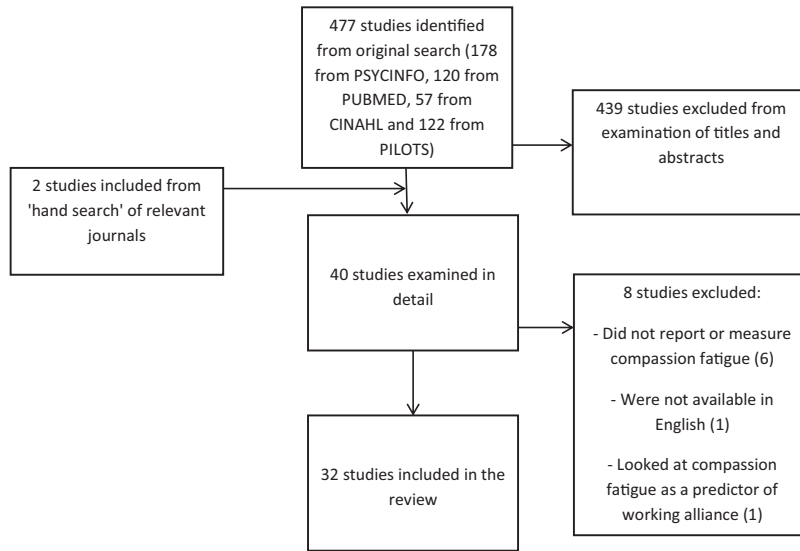 477 studies identified
from original search (178
from PSYCINFO, 120 from
PUBMED, 57 from
CINAHL and 122 from
PILOTS)
439 studies excluded from
examination of titles and
abstracts
2 studies included from
'hand search' of relevant
journals
40 studies examined in
detail
8 studies excluded:
- Did not report or measure
compassion fatigue (6)
- Were not available in
English (1)
- Looked at compassion
fatigue as a predictor of
working alliance (1)
32 studies included in the
review